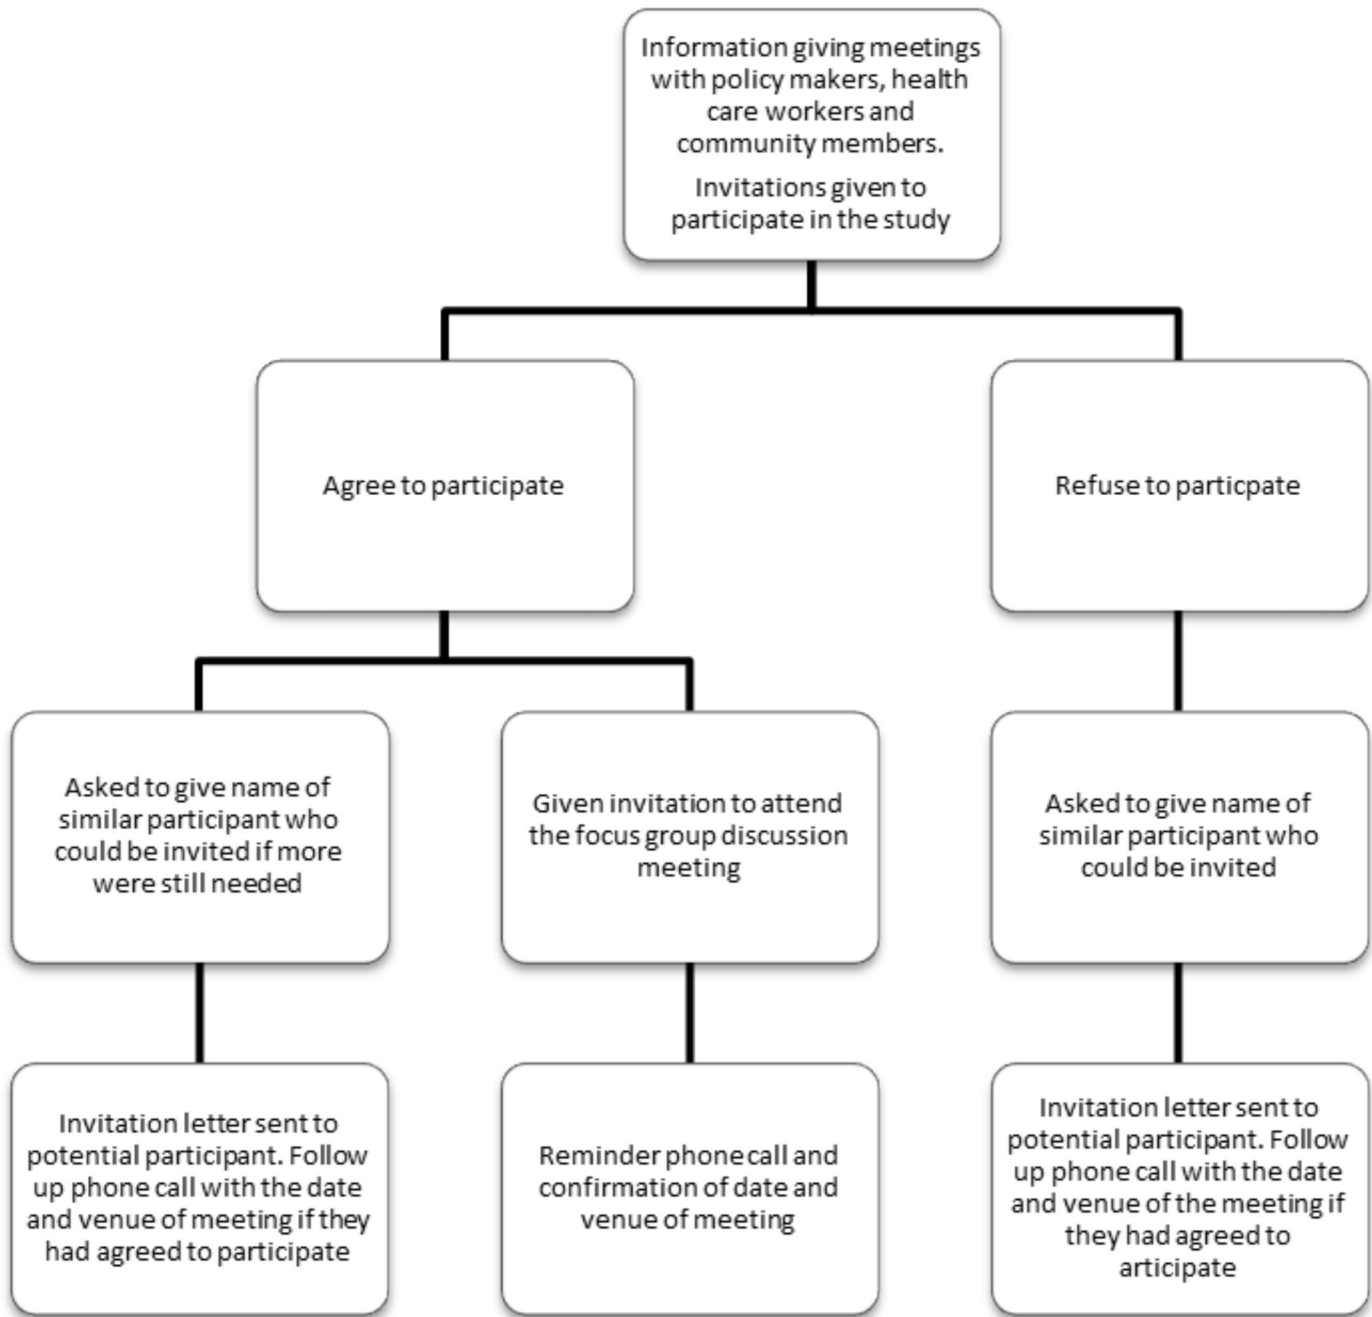 Information giving meetings
with policy makers, health
care workers and
community members.
Invitations given to
participate in the study
Agree to participate
Refuse to particpate
Asked to give name of
similar participant who
could be invited if more
were still needed
Given invitation to attend
the focus group discussion
meeting
Asked to give name of
similar participant who
could be invited
Invitation letter sent to
potential participant. Follow
up phone call with the date
and venue of meeting if they
had agreed to participate
Reminder phone call and
confirmation of date and
venue of meeting
Invitation letter sent to
potential participant. Follow
up phone call with the date
and venue of the meeting if
they had agreed to
articipate